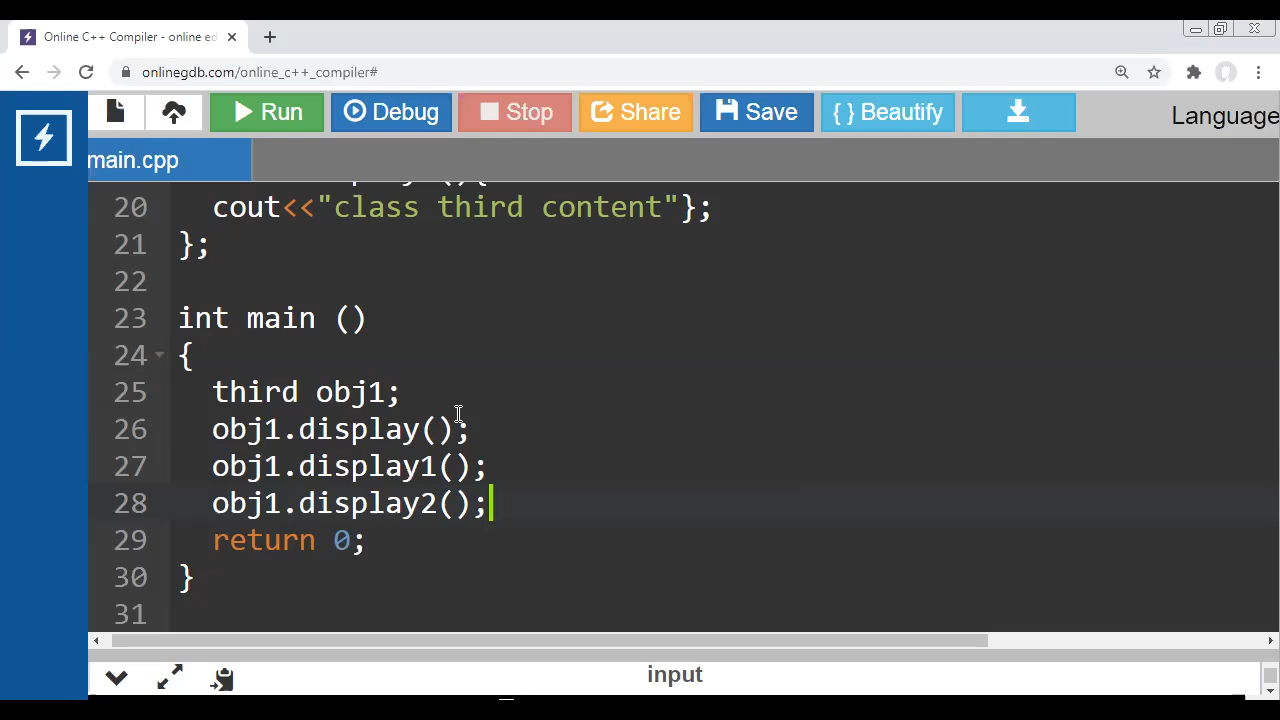 Online C++ Compiler - online ed
onlinegdb.com/online_c++_compiler#
Run Debug Stop Share Save { } Beautify Language
main.cpp
20 cout<<"class third content"};
21 };
22
23 int main ()
24 {
25 third obj1;
26 obj1.display();
27 obj1.display1();
28 obj1.display2();
29 return 0;
30 }
31
input